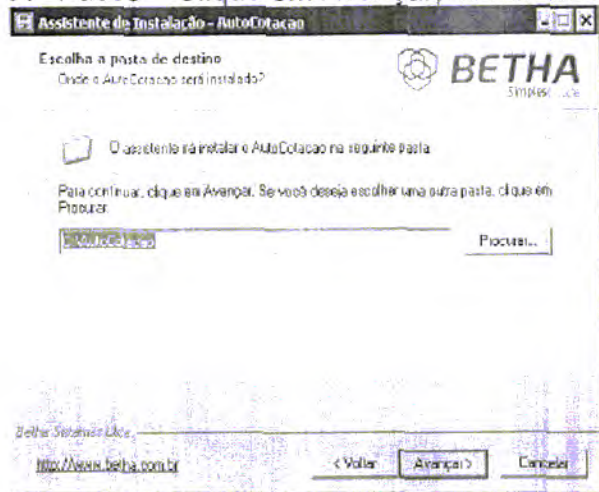 Assistente de Instalação - AutoCotacao
Escolha a pasta de destino
Onde o AutoCotacao será instalado?
BETHA
O assistente irá instalar o AutoCotacao na seguinte pasta
Para continuar, clique em Avançar. Se você deseja escolher uma outra pasta, clique em
Procurar.
Procurar...
Betha Sistemas Ltda
http://www.betha.com.br
< Voltar
Avançar >
Cancelar